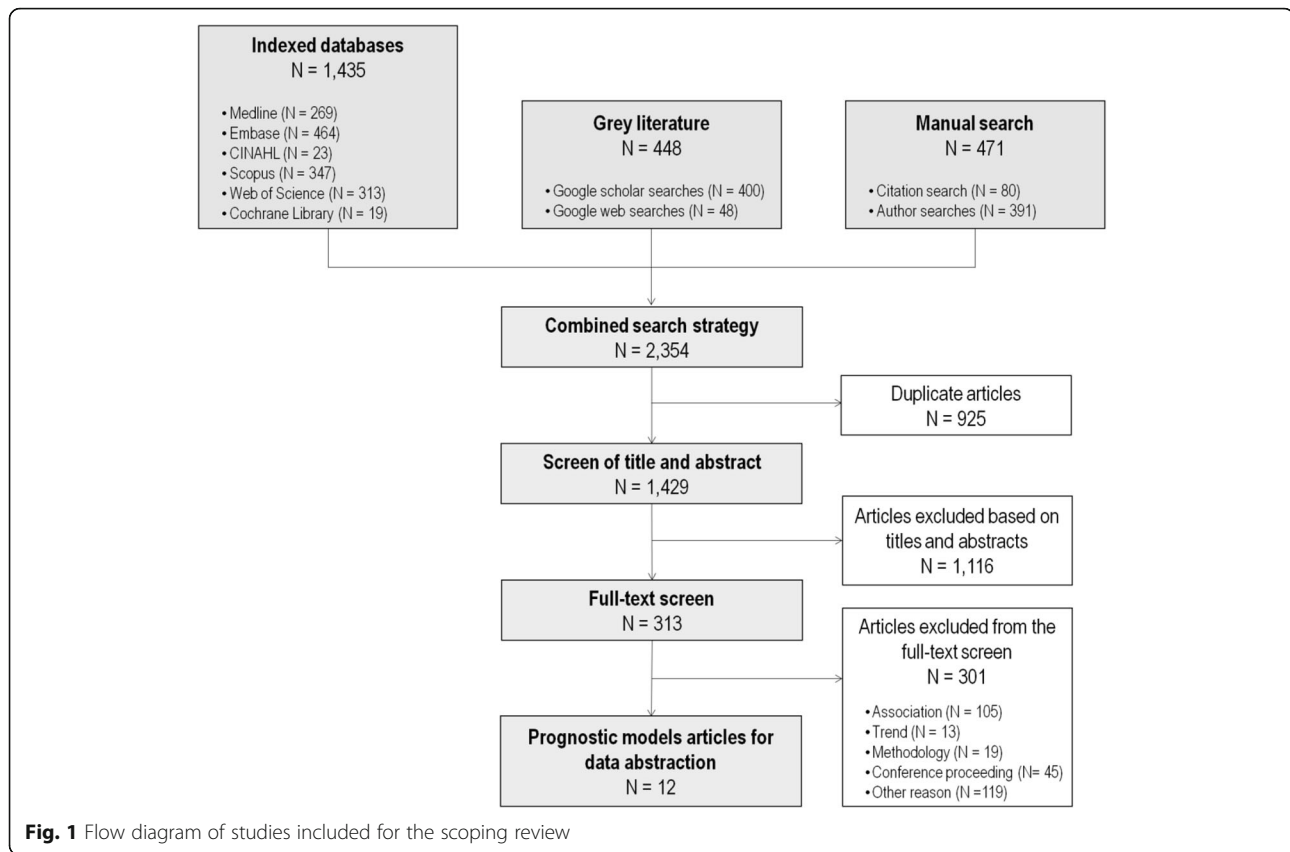 Indexed databases
N = 1,435
• Medline (N = 269)
• Embase (N = 464)
• CINAHL (N = 23)
• Scopus (N = 347)
• Web of Science (N = 313)
• Cochrane Library (N = 19)
Grey literature
N = 448
• Google scholar searches (N = 400)
• Google web searches (N = 48)
Manual search
N = 471
• Citation search (N = 80)
• Author searches (N = 391)
Combined search strategy
N = 2,354
Duplicate articles
N = 925
Screen of title and abstract
N = 1,429
Articles excluded based on
titles and abstracts
N = 1,116
Full-text screen
N = 313
Articles excluded from the
full-text screen
N = 301
• Association (N = 105)
• Trend (N = 13)
• Methodology (N = 19)
• Conference proceeding (N= 45)
• Other reason (N =119)
Prognostic models articles for
data abstraction
N = 12
Fig. 1 Flow diagram of studies included for the scoping review